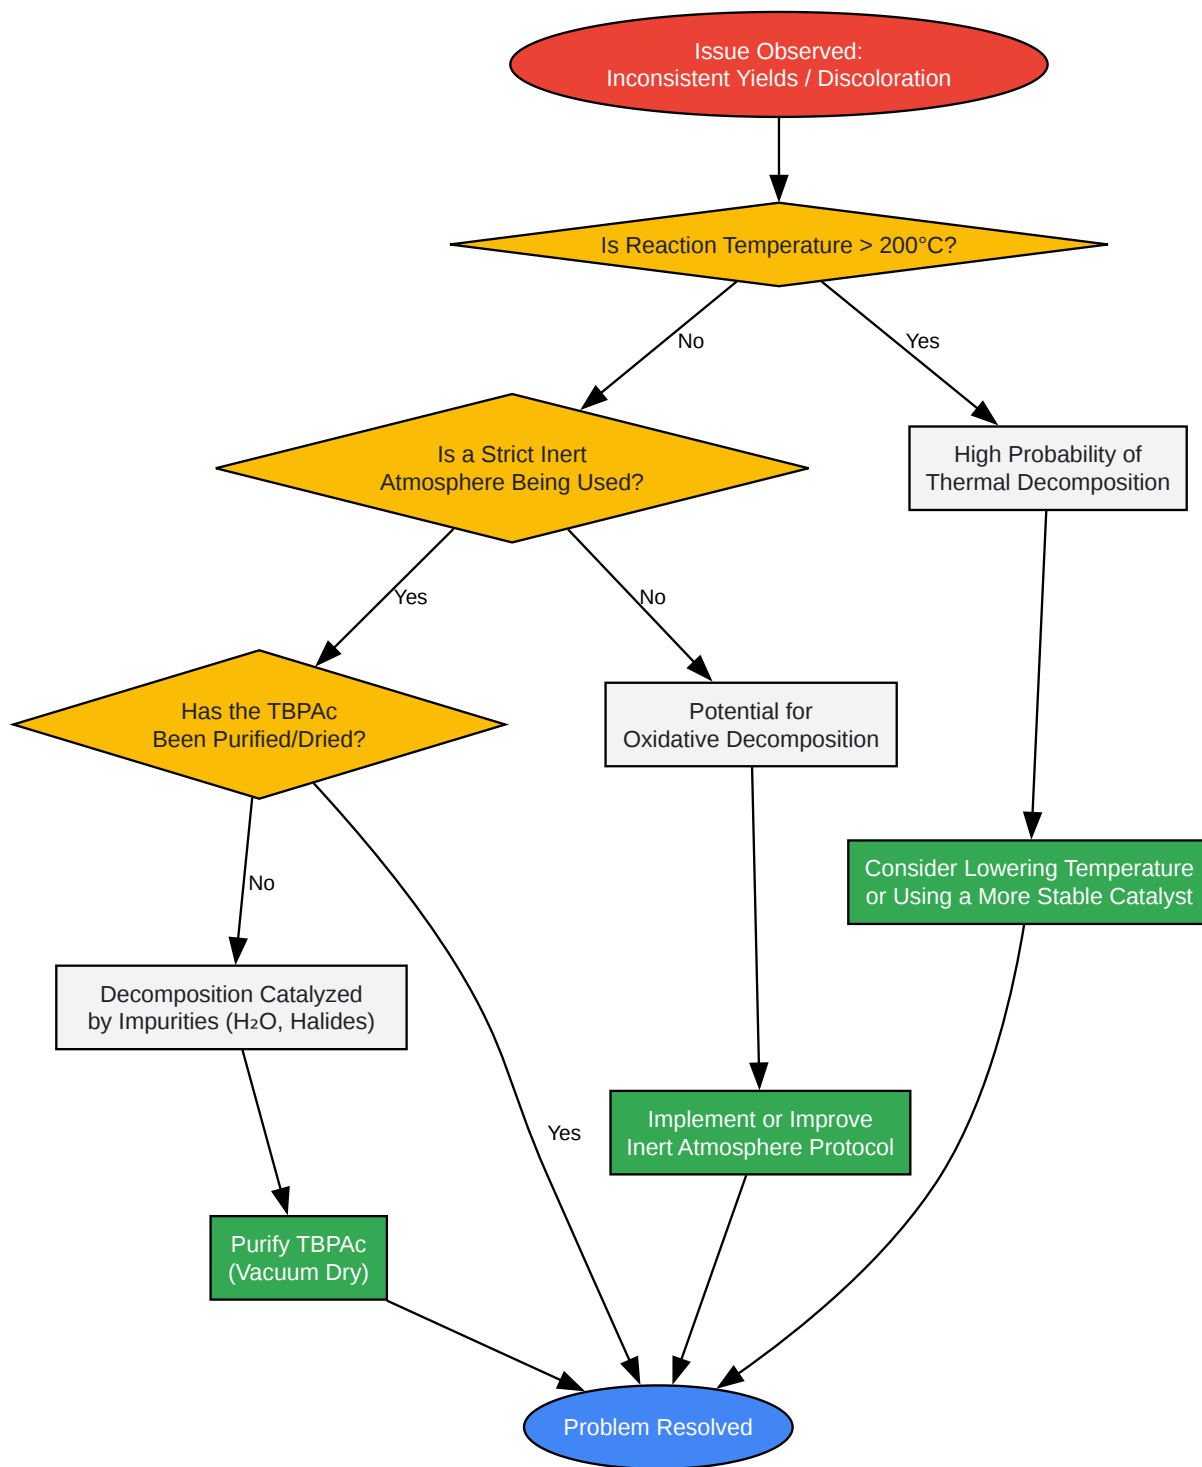 Issue Observed:
Inconsistent Yields / Discoloration
Is Reaction Temperature > 200°C?
No
Yes
Is a Strict Inert
Atmosphere Being Used?
High Probability of
Thermal Decomposition
Yes
No
Has the TBPAc
Been Purified/Dried?
Potential for
Oxidative Decomposition
Consider Lowering Temperature
or Using a More Stable Catalyst
No
Decomposition Catalyzed
by Impurities (H₂O, Halides)
Yes
Implement or Improve
Inert Atmosphere Protocol
Purify TBPAc
(Vacuum Dry)
Problem Resolved